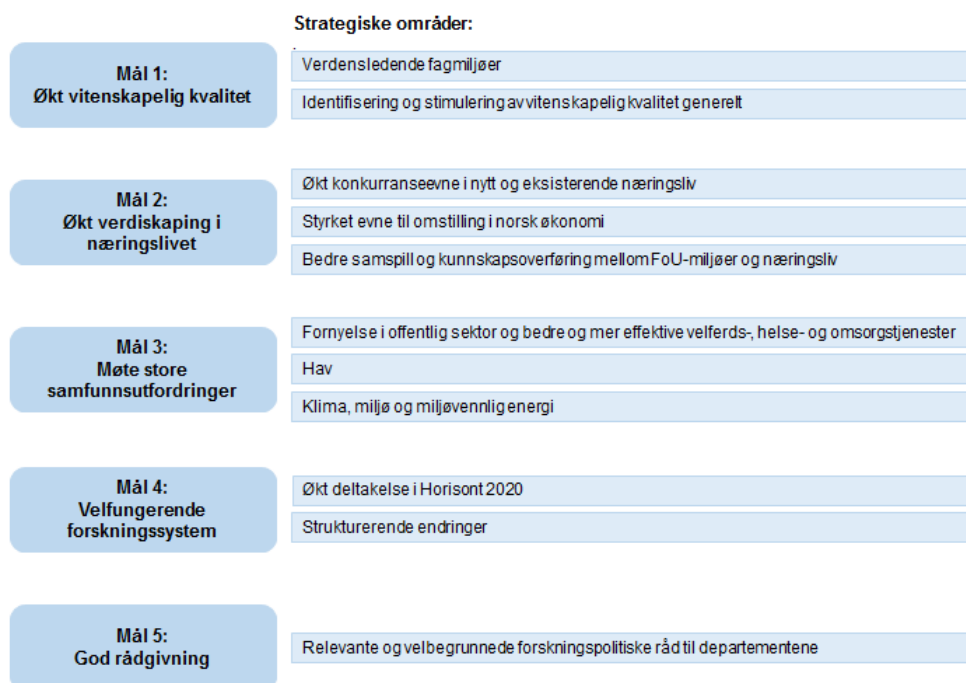 Strategiske områder:
Mål 1:
Økt vitenskapelig kvalitet
Verdensledende fagmiljøer
Identifisering og stimulering av vitenskapelig kvalitet generelt
Mål 2:
Økt verdiskaping i
næringslivet
Økt konkurranseevne i nytt og eksisterende næringsliv
Styrket evne til omstilling i norsk økonomi
Bedre samspill og kunnskapsoverføring mellom FoU-miljøer og næringsliv
Mål 3:
Møte store
samfunnsutfordringer
Fornyelse i offentlig sektor og bedre og mer effektive velferds-, helse- og omsorgstjenester
Hav
Klima, miljø og miljøvennlig energi
Mål 4:
Velfungerende
forskningssystem
Økt deltakelse i Horisont 2020
Strukturerende endringer
Mål 5:
God rådgivning
Relevante og velbegrunnede forskningspolitiske råd til departementene